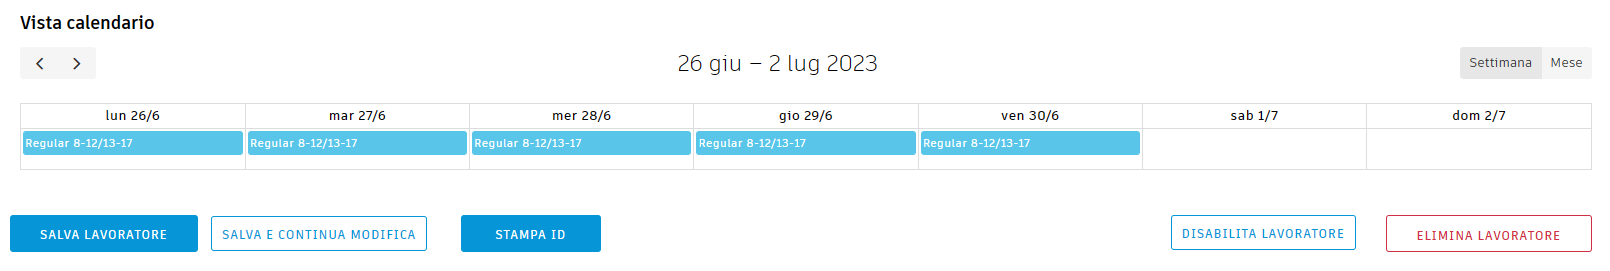 Vista calendario
26 giu – 2 lug 2023
Settimana Mese
lun 26/6 mar 27/6 mer 28/6 gio 29/6 ven 30/6 sab 1/7 dom 2/7
Regular 8-12/13-17 Regular 8-12/13-17 Regular 8-12/13-17 Regular 8-12/13-17 Regular 8-12/13-17
SALVA LAVORATORE SALVA E CONTINUA MODIFICA STAMPA ID DISABILITA LAVORATORE ELIMINA LAVORATORE